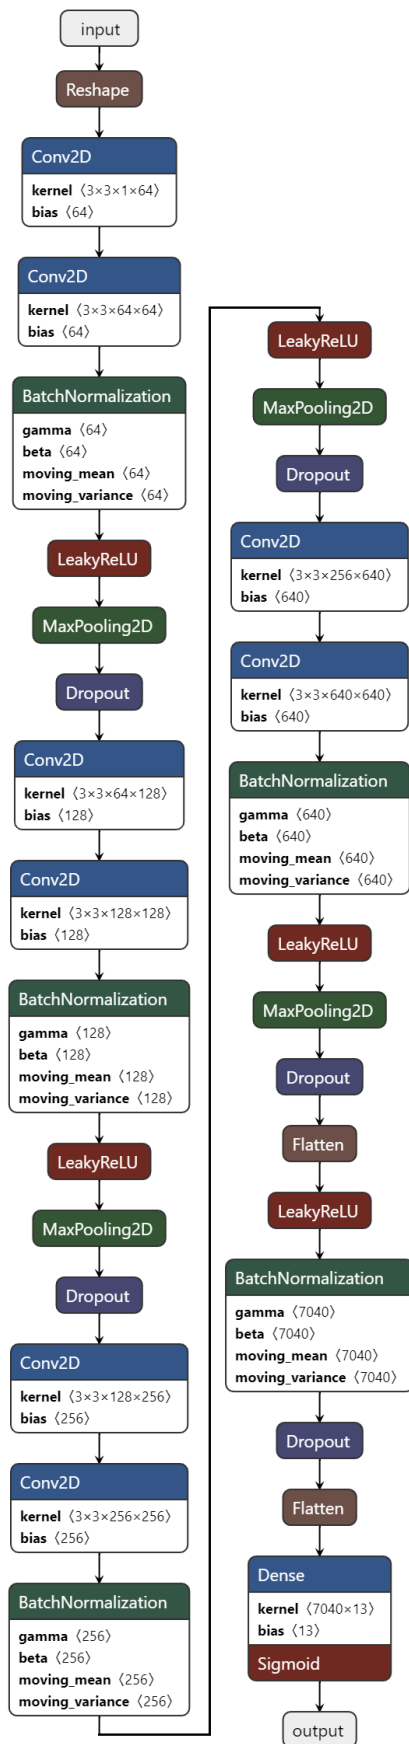 input
Reshape
Conv2D
kernel 〈3×3×1×64〉
bias 〈64〉
Conv2D
kernel 〈3×3×64×64〉
bias 〈64〉
BatchNormalization
gamma 〈64〉
beta 〈64〉
moving_mean 〈64〉
moving_variance 〈64〉
LeakyReLU
MaxPooling2D
Dropout
Conv2D
kernel 〈3×3×64×128〉
bias 〈128〉
Conv2D
kernel 〈3×3×128×128〉
bias 〈128〉
BatchNormalization
gamma 〈128〉
beta 〈128〉
moving_mean 〈128〉
moving_variance 〈128〉
LeakyReLU
MaxPooling2D
Dropout
Conv2D
kernel 〈3×3×128×256〉
bias 〈256〉
Conv2D
kernel 〈3×3×256×256〉
bias 〈256〉
BatchNormalization
gamma 〈256〉
beta 〈256〉
moving_mean 〈256〉
moving_variance 〈256〉
LeakyReLU
MaxPooling2D
Dropout
Conv2D
kernel 〈3×3×256×640〉
bias 〈640〉
Conv2D
kernel 〈3×3×640×640〉
bias 〈640〉
BatchNormalization
gamma 〈640〉
beta 〈640〉
moving_mean 〈640〉
moving_variance 〈640〉
LeakyReLU
MaxPooling2D
Dropout
Flatten
LeakyReLU
BatchNormalization
gamma 〈7040〉
beta 〈7040〉
moving_mean 〈7040〉
moving_variance 〈7040〉
Dropout
Flatten
Dense
kernel 〈7040×13〉
bias 〈13〉
Sigmoid
output